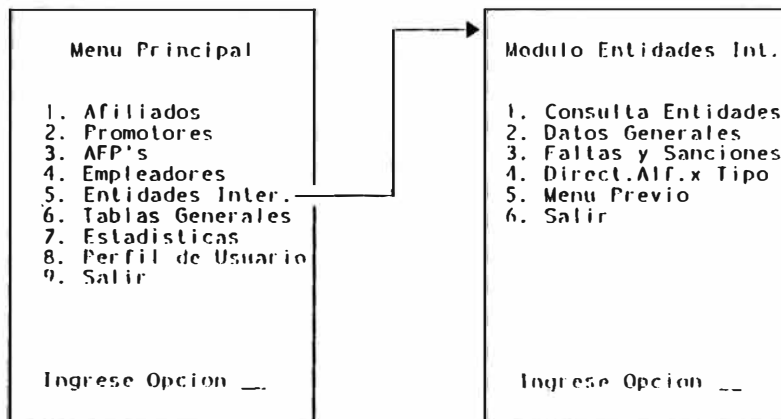 Menu Principal
1. Afiliados
2. Promotores
3. AFP's
4. Empleadores
5. Entidades Inter.
6. Tablas Generales
7. Estadisticas
8. Perfil de Usuario
9. Salir
Ingrese Opcion __
Modulo Entidades Int.
1. Consulta Entidades
2. Datos Generales
3. Faltas y Sanciones
4. Direct.Alf.x Tipo
5. Menu Previo
6. Salir
Ingrese Opcion __